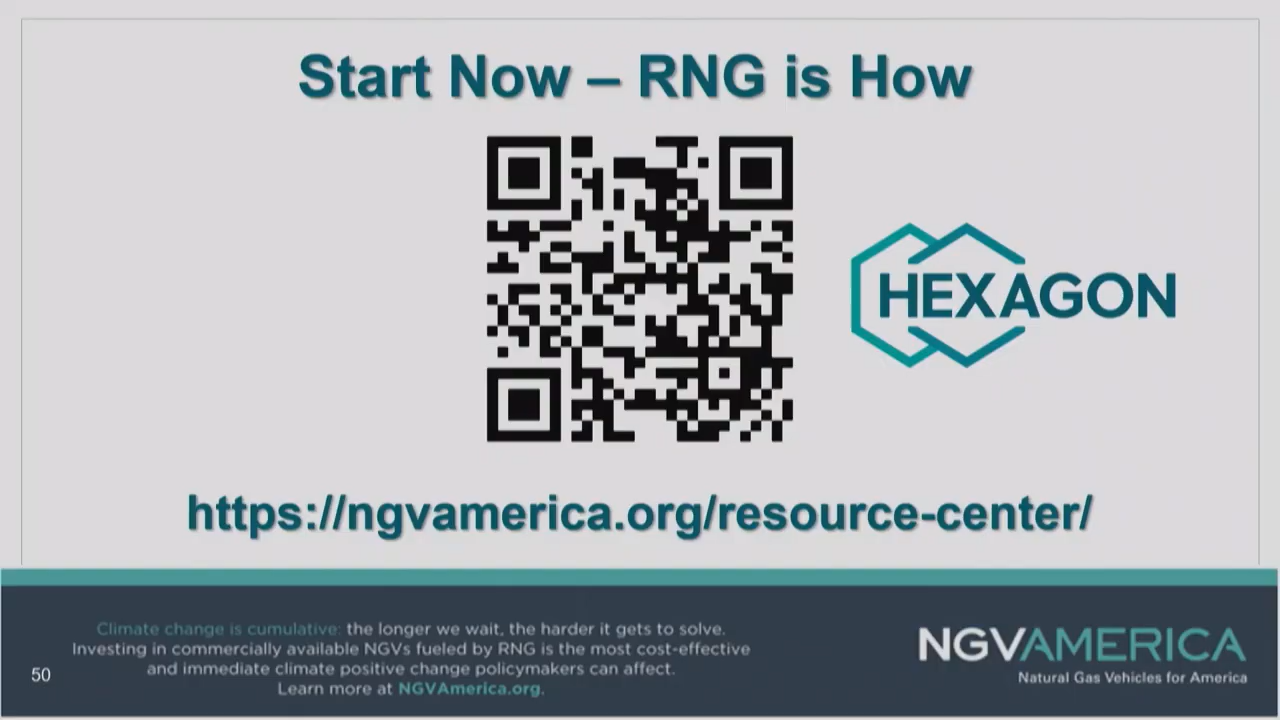 Start Now – RNG is How
HEXAGON
https://ngvamerica.org/resource-center/
Climate change is cumulative: the longer we wait, the harder it gets to solve.
Investing in commercially available NGVs fueled by RNG is the most cost-effective
and immediate climate positive change policymakers can affect.
Learn more at NGVAmerica.org.
50
NGVAMERICA
Natural Gas Vehicles for America